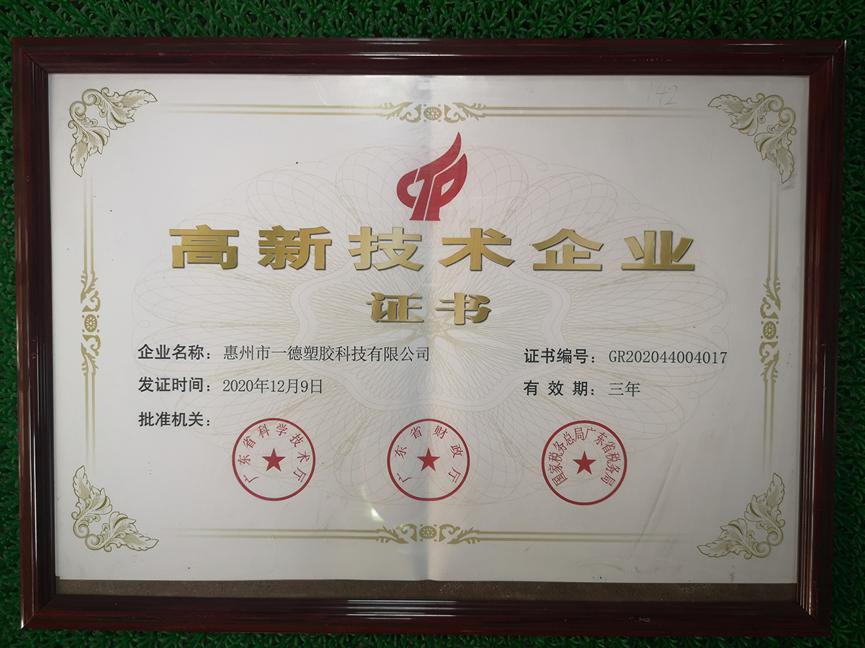 142
高新技术企业
证书
企业名称：惠州市一德塑胶科技有限公司
证书编号：GR202044004017
发证时间：2020年12月9日
有效期：三年
批准机关：
广东省科学技术厅
广东省财政厅
国家税务总局广东省税务局